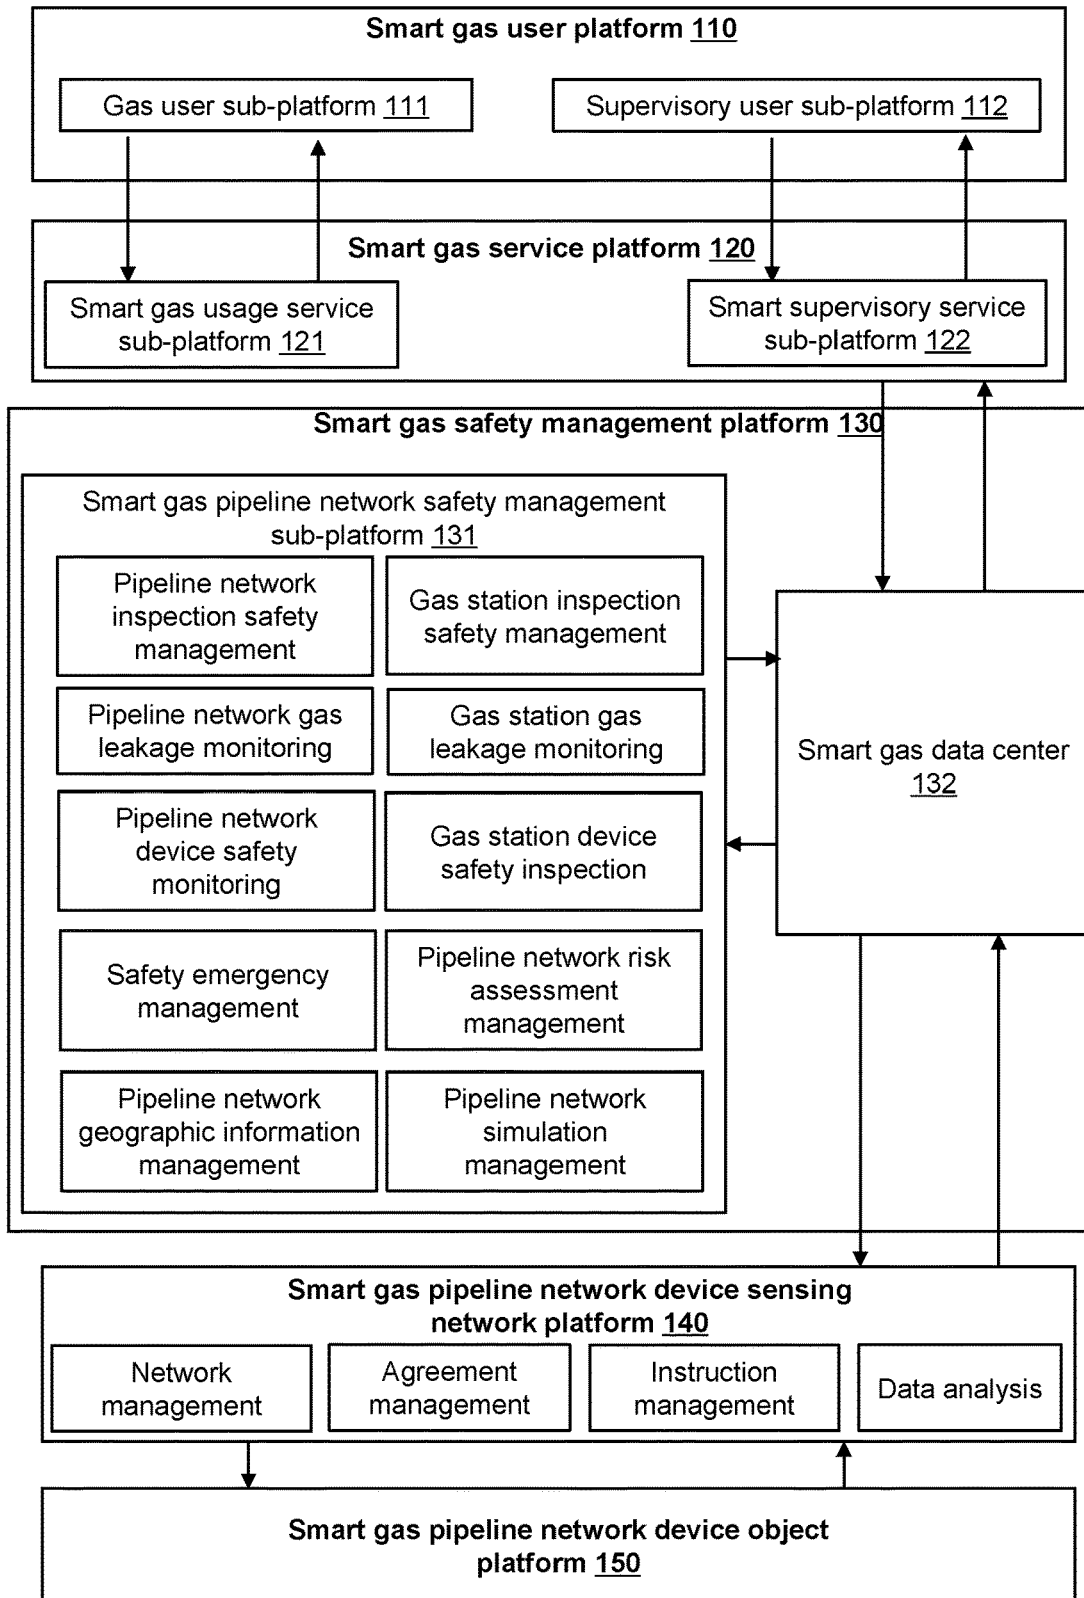 Smart gas user platform 110
Gas user sub-platform 111
Supervisory user sub-platform 112
Smart gas service platform 120
Smart gas usage service
sub-platform 121
Smart supervisory service
sub-platform 122
Smart gas safety management platform 130
Smart gas pipeline network safety management
sub-platform 131
Pipeline network
inspection safety
management
Gas station inspection
safety management
Pipeline network gas
leakage monitoring
Gas station gas
leakage monitoring
Pipeline network
device safety
monitoring
Gas station device
safety inspection
Safety emergency
management
Pipeline network risk
assessment
management
Pipeline network
geographic information
management
Pipeline network
simulation
management
Smart gas data center
132
Smart gas pipeline network device sensing
network platform 140
Network
management
Agreement
management
Instruction
management
Data analysis
Smart gas pipeline network device object
platform 150